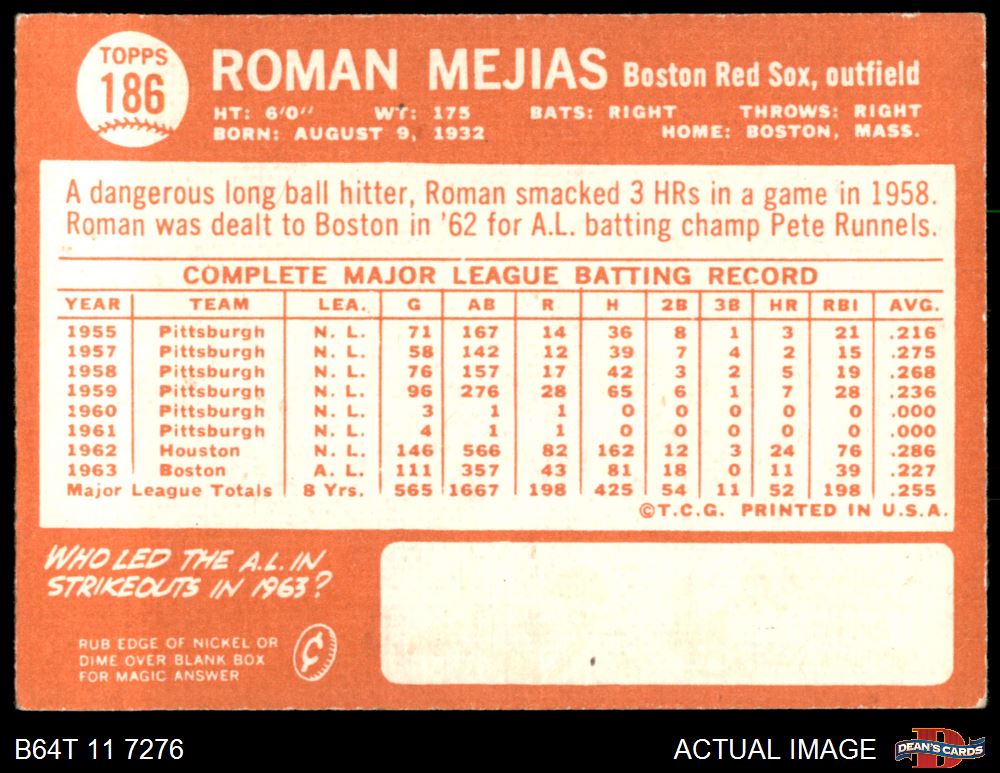 TOPPS
186
ROMAN MEJIAS Boston Red Sox, outfield
HT: 6'0" WT: 175 BATS: RIGHT THROWS: RIGHT
BORN: AUGUST 9, 1932 HOME: BOSTON, MASS.
A dangerous long ball hitter, Roman smacked 3 HRs in a game in 1958.
Roman was dealt to Boston in '62 for A.L. batting champ Pete Runnels.
COMPLETE MAJOR LEAGUE BATTING RECORD
YEAR TEAM LEA. G AB R H 2B 3B HR RBI AVG.
1955 Pittsburgh N. L. 71 167 14 36 8 1 3 21 .216
1957 Pittsburgh N. L. 58 142 12 39 7 4 2 15 .275
1958 Pittsburgh N. L. 76 157 17 42 3 2 5 19 .268
1959 Pittsburgh N. L. 96 276 28 65 6 1 7 28 .236
1960 Pittsburgh N. L. 3 1 1 0 0 0 0 0 .000
1961 Pittsburgh N. L. 4 1 1 0 0 0 0 0 .000
1962 Houston N. L. 146 566 82 162 12 3 24 76 .286
1963 Boston A. L. 111 357 43 81 18 0 11 39 .227
Major League Totals 8 Yrs. 565 1667 198 425 54 11 52 198 .255
©T.C.G. PRINTED IN U.S.A.
WHO LED THE A.L. IN
STRIKEOUTS IN 1963?
RUB EDGE OF NICKEL OR
DIME OVER BLANK BOX
FOR MAGIC ANSWER
¢
B64T 11 7276 ACTUAL IMAGE
D
DEAN'S CARDS